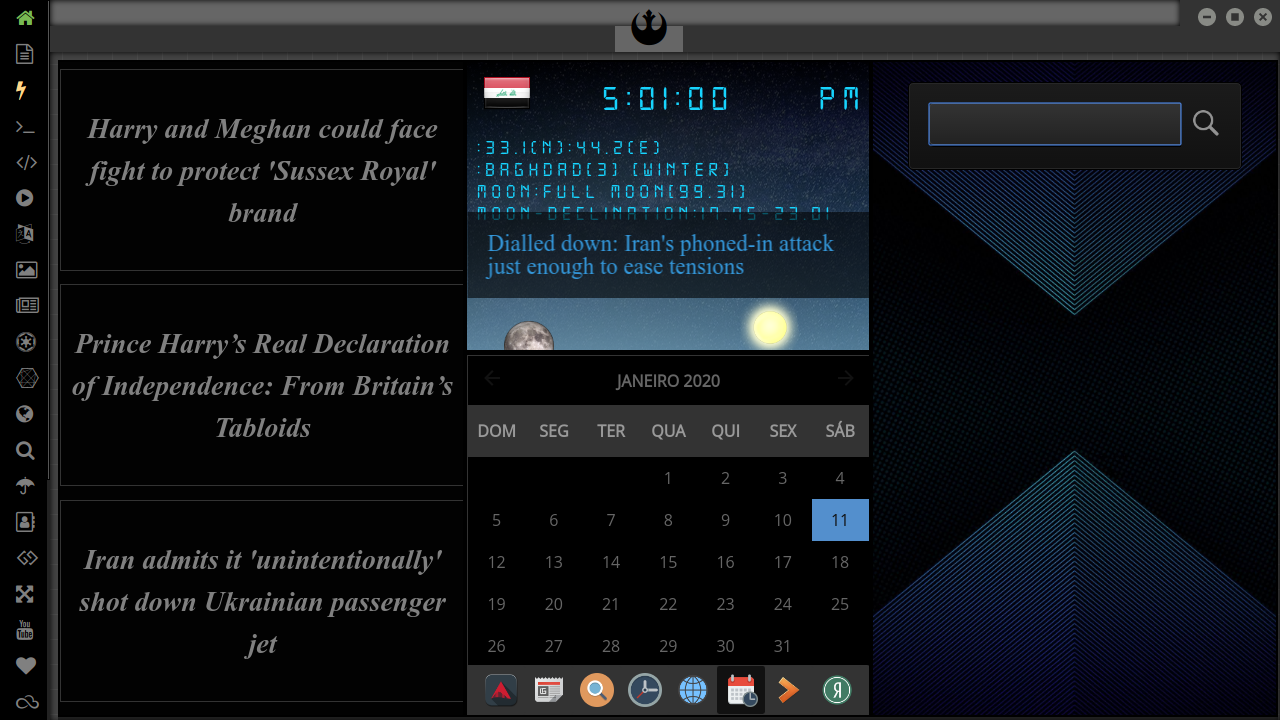 Harry and Meghan could face
fight to protect 'Sussex Royal'
brand
Prince Harry’s Real Declaration
of Independence: From Britain’s
Tabloids
Iran admits it 'unintentionally'
shot down Ukrainian passenger
jet
5:01:00 PM
:33.1(N):44.2(E)
:BAGHDAD(3) (WINTER)
MOON:FULL MOON(99.31)
MOON-DECLINATION:
Dialled down: Iran's phoned-in attack
just enough to ease tensions
JANEIRO 2020
DOM SEG TER QUA QUI SEX SÁB
1 2 3 4
5 6 7 8 9 10 11
12 13 14 15 16 17 18
19 20 21 22 23 24 25
26 27 28 29 30 31
You
Tube
Я